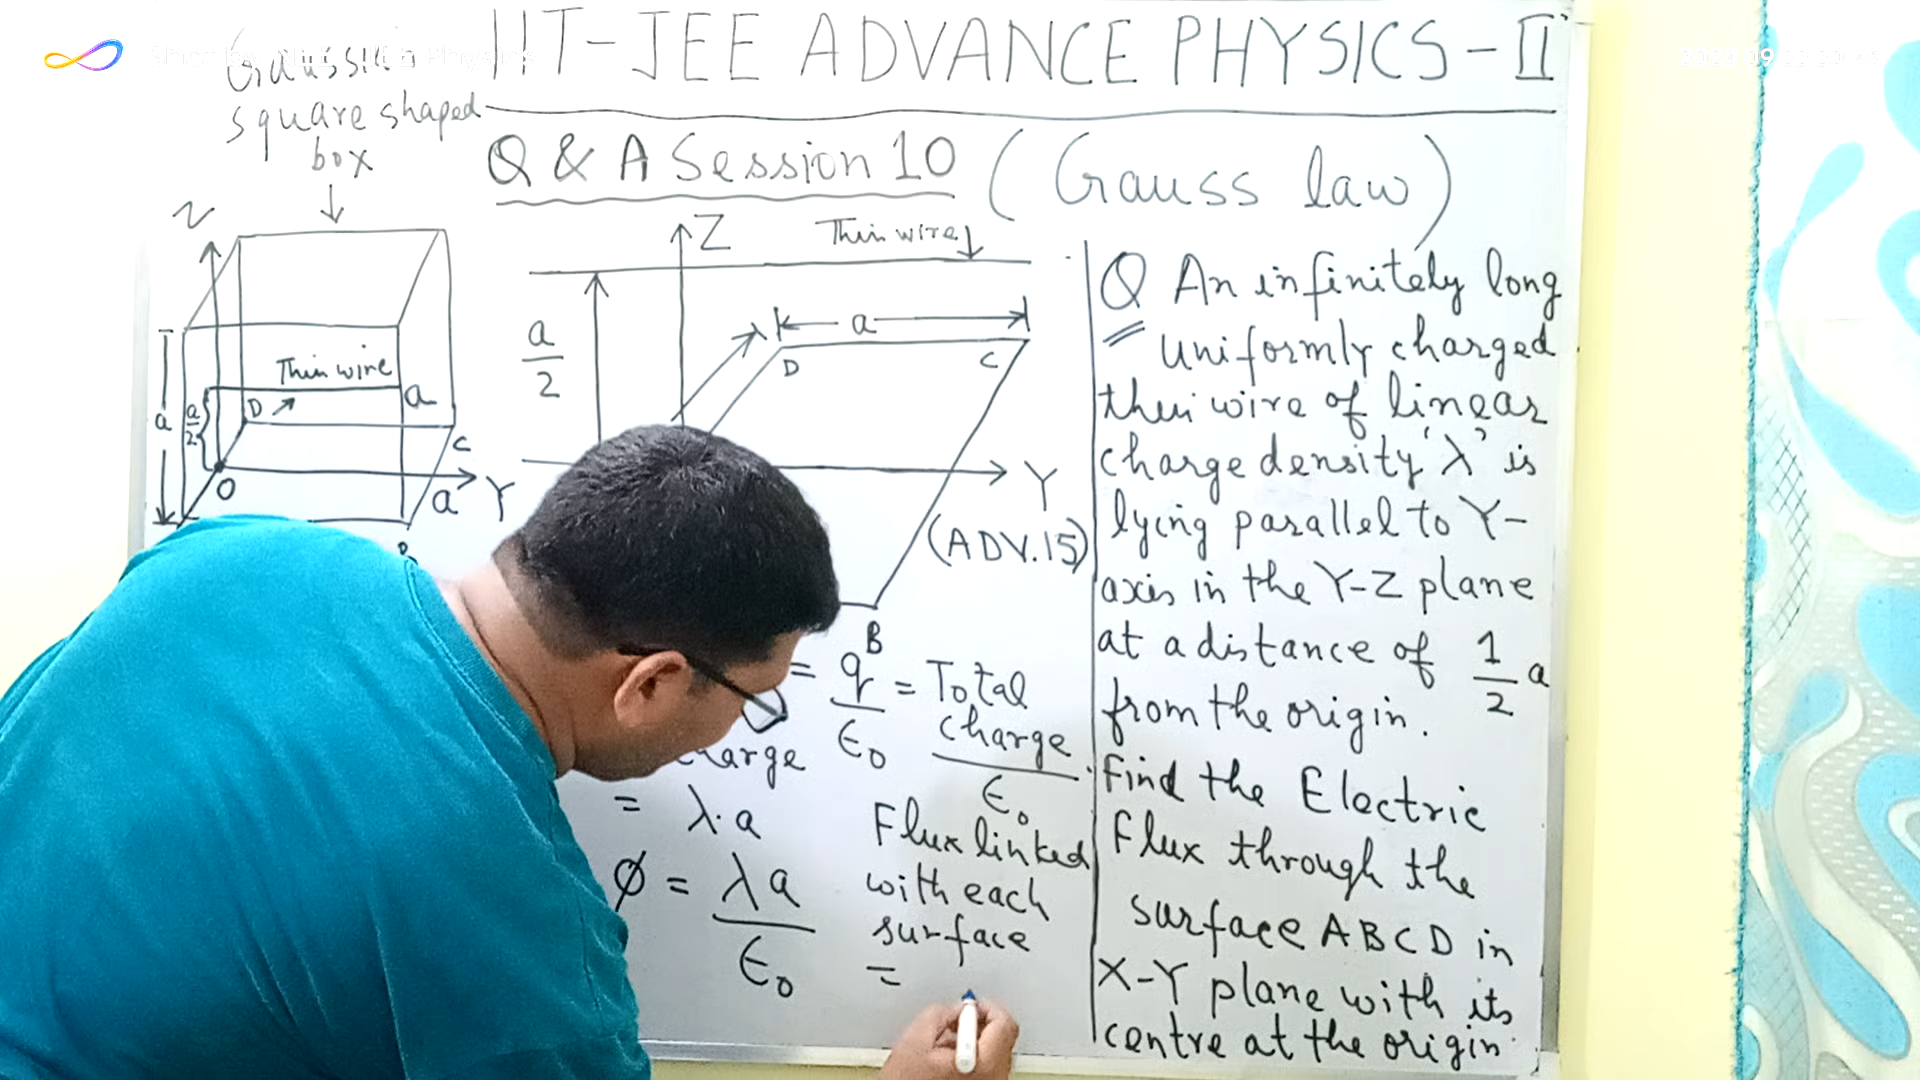 IIT-JEE ADVANCE PHYSICS-II
Q & A Session 10 (Gauss law)
square shaped
box
Z
Thin wire
a
a
a
2
D
C
O
Y
a
Z
Thin wire
a
2
a
D
C
Y
(ADV.15)
B
= q = Total
ϵ0 charge
ϵ0
= λ.a
ϕ = λa
ϵ0
Flux linked
with each
surface
=
Q An infinitely long
uniformly charged
thin wire of linear
charge density 'λ' is
lying parallel to Y-
axis in the Y-Z plane
at a distance of 1/2 a
from the origin.
Find the Electric
Flux through the
surface ABCD in
X-Y plane with its
centre at the origin.